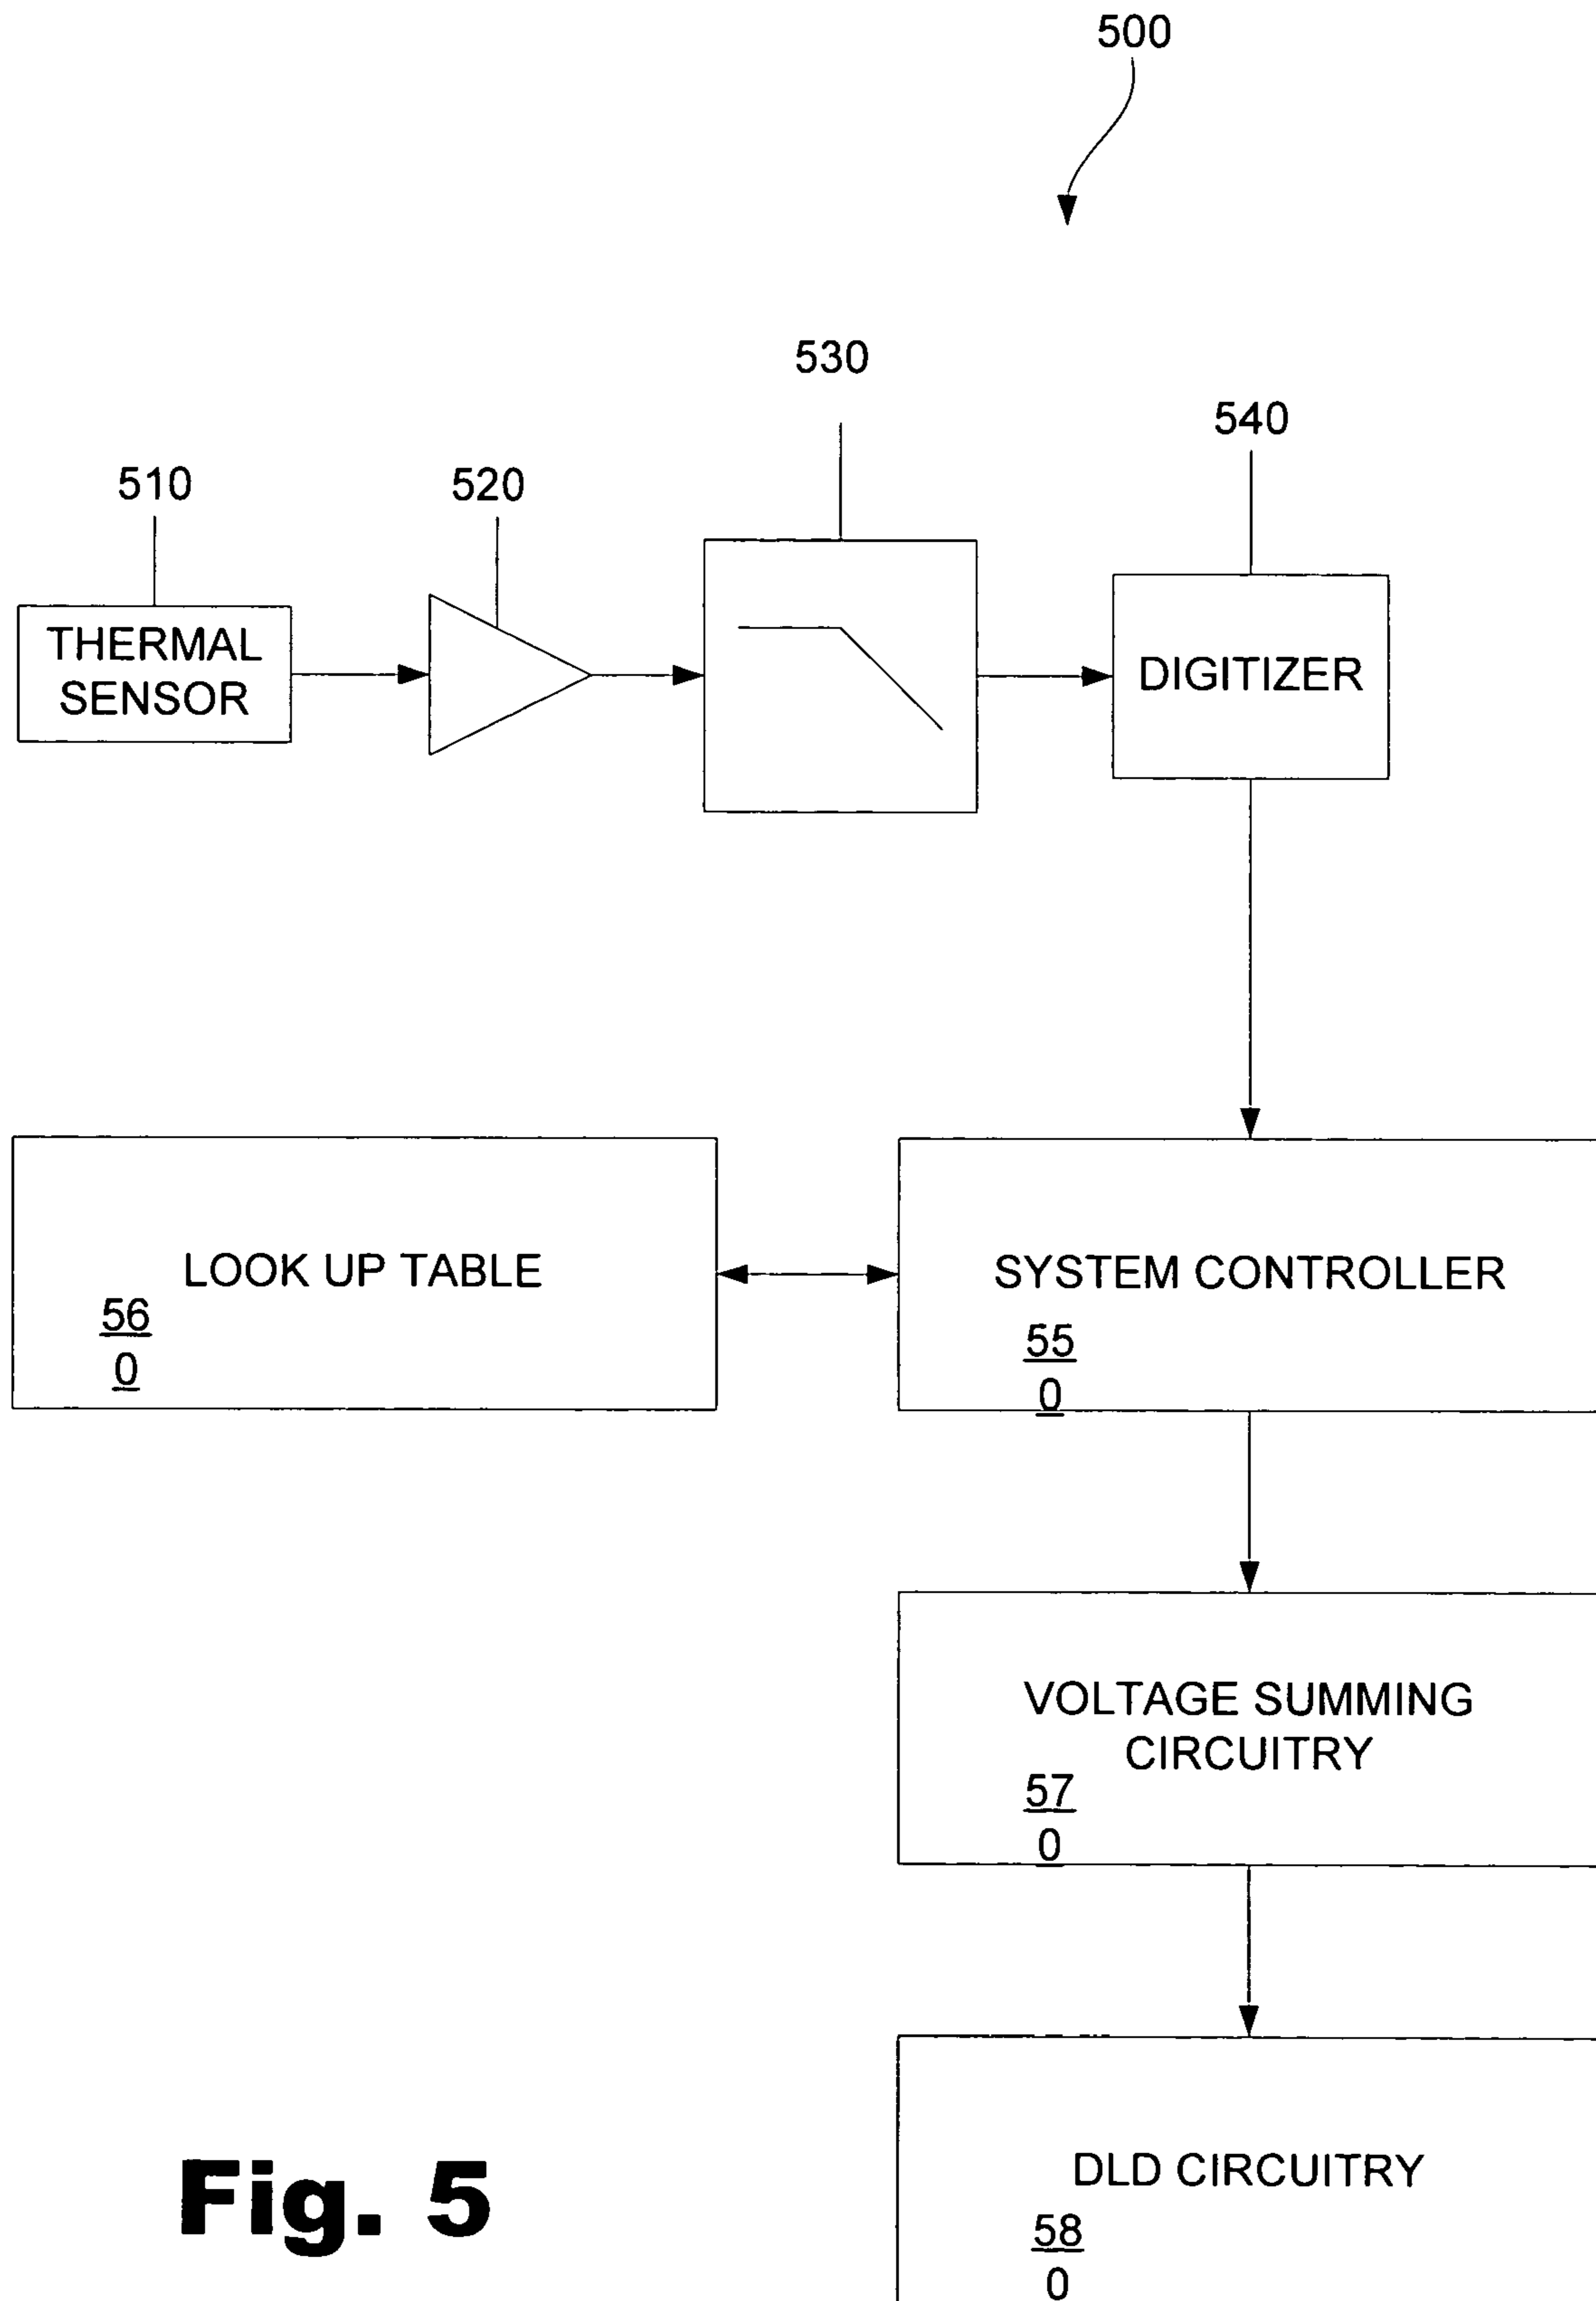 500
530
540
510
520
THERMAL
SENSOR
DIGITIZER
LOOK UP TABLE
56
0
SYSTEM CONTROLLER
55
0
VOLTAGE SUMMING
CIRCUITRY
57
0
DLD CIRCUITRY
58
0
Fig. 5